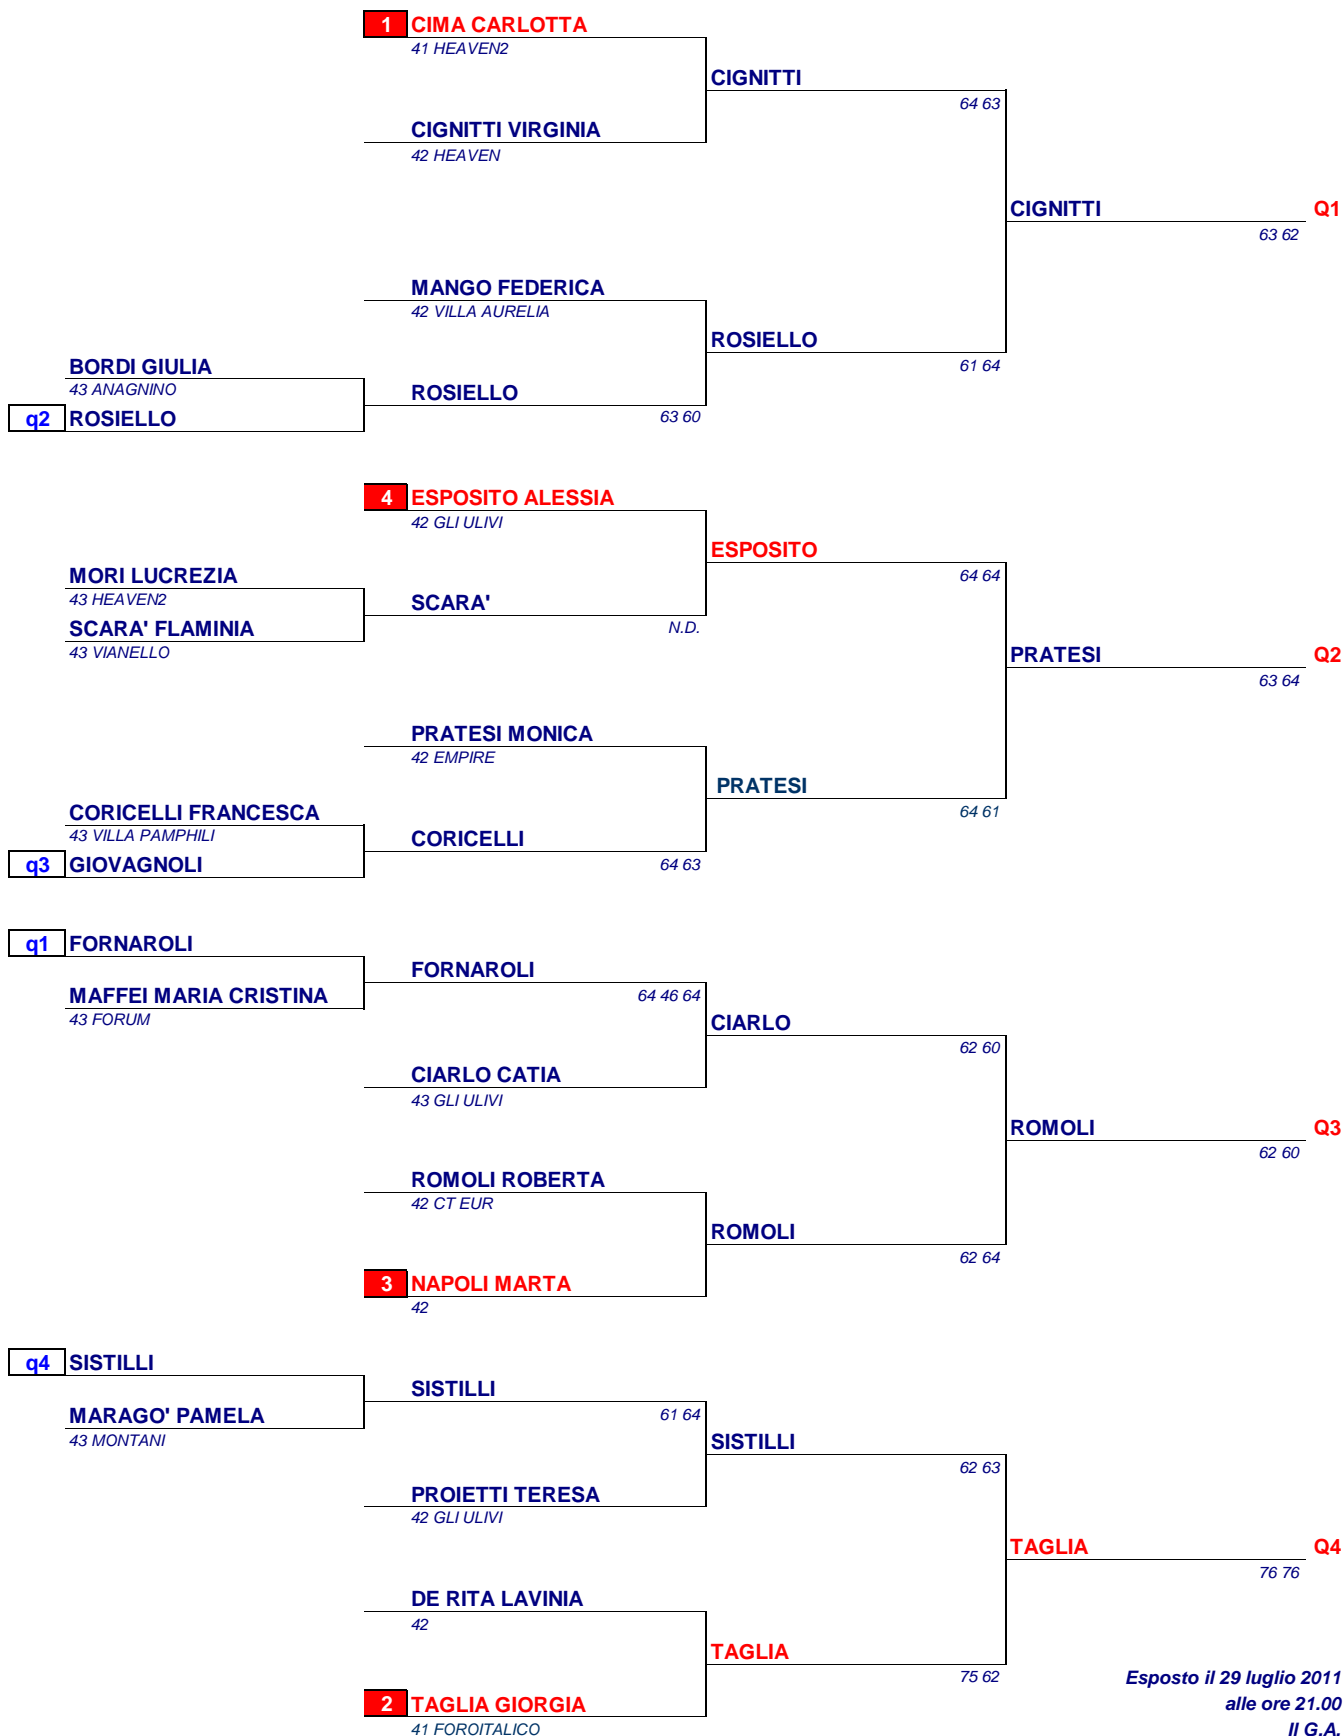 1 CIMA CARLOTTA
41 HEAVEN2
CIGNITTI
64 63
CIGNITTI VIRGINIA
42 HEAVEN
CIGNITTI Q1
63 62
MANGO FEDERICA
42 VILLA AURELIA
ROSIELLO
61 64
BORDI GIULIA
43 ANAGNINO
ROSIELLO
63 60
q2 ROSIELLO
4 ESPOSITO ALESSIA
42 GLI ULIVI
ESPOSITO
64 64
MORI LUCREZIA
43 HEAVEN2
SCARA'
N.D.
SCARA' FLAMINIA
43 VIANELLO
PRATESI Q2
63 64
PRATESI MONICA
42 EMPIRE
PRATESI
64 61
CORICELLI FRANCESCA
43 VILLA PAMPHILI
CORICELLI
64 63
q3 GIOVAGNOLI
q1 FORNAROLI
FORNAROLI
64 46 64
MAFFEI MARIA CRISTINA
43 FORUM
CIARLO
62 60
CIARLO CATIA
43 GLI ULIVI
ROMOLI Q3
62 60
ROMOLI ROBERTA
42 CT EUR
ROMOLI
62 64
3 NAPOLI MARTA
42
q4 SISTILLI
SISTILLI
61 64
MARAGO' PAMELA
43 MONTANI
SISTILLI
62 63
PROIETTI TERESA
42 GLI ULIVI
TAGLIA Q4
76 76
DE RITA LAVINIA
42
TAGLIA
75 62
2 TAGLIA GIORGIA
41 FOROITALICO
Esposto il 29 luglio 2011
alle ore 21.00
Il G.A.